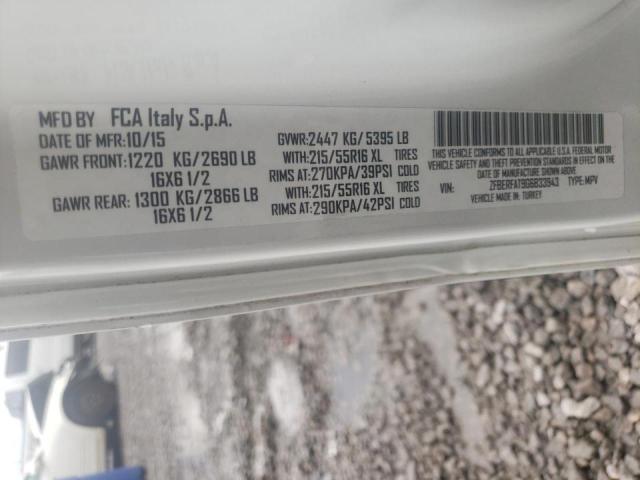 MFD BY FCA Italy S.p.A.
DATE OF MFR:10/15
GAWR FRONT:1220 KG/2690 LB
16X6 1/2
GAWR REAR: 1300 KG/2866 LB
16X6 1/2
GVWR:2447 KG/5395 LB
WITH:215/55R16 XL TIRES
RIMS AT:270KPA/39PSI COLD
WITH:215/55R16 XL TIRES
RIMS AT:290KPA/42PSI COLD
THIS VEHICLE CONFORMS TO ALL APPLICABLE U.S.A. FEDERAL MOTOR
VEHICLE SAFETY AND THEFT PREVENTION STANDARDS IN EFFECT ON THE
DATE OF MANUFACTURE SHOWN ABOVE.
VIN: ZFBERFAT9G6B33943 TYPE: MPV
VEHICLE MADE IN: TURKEY